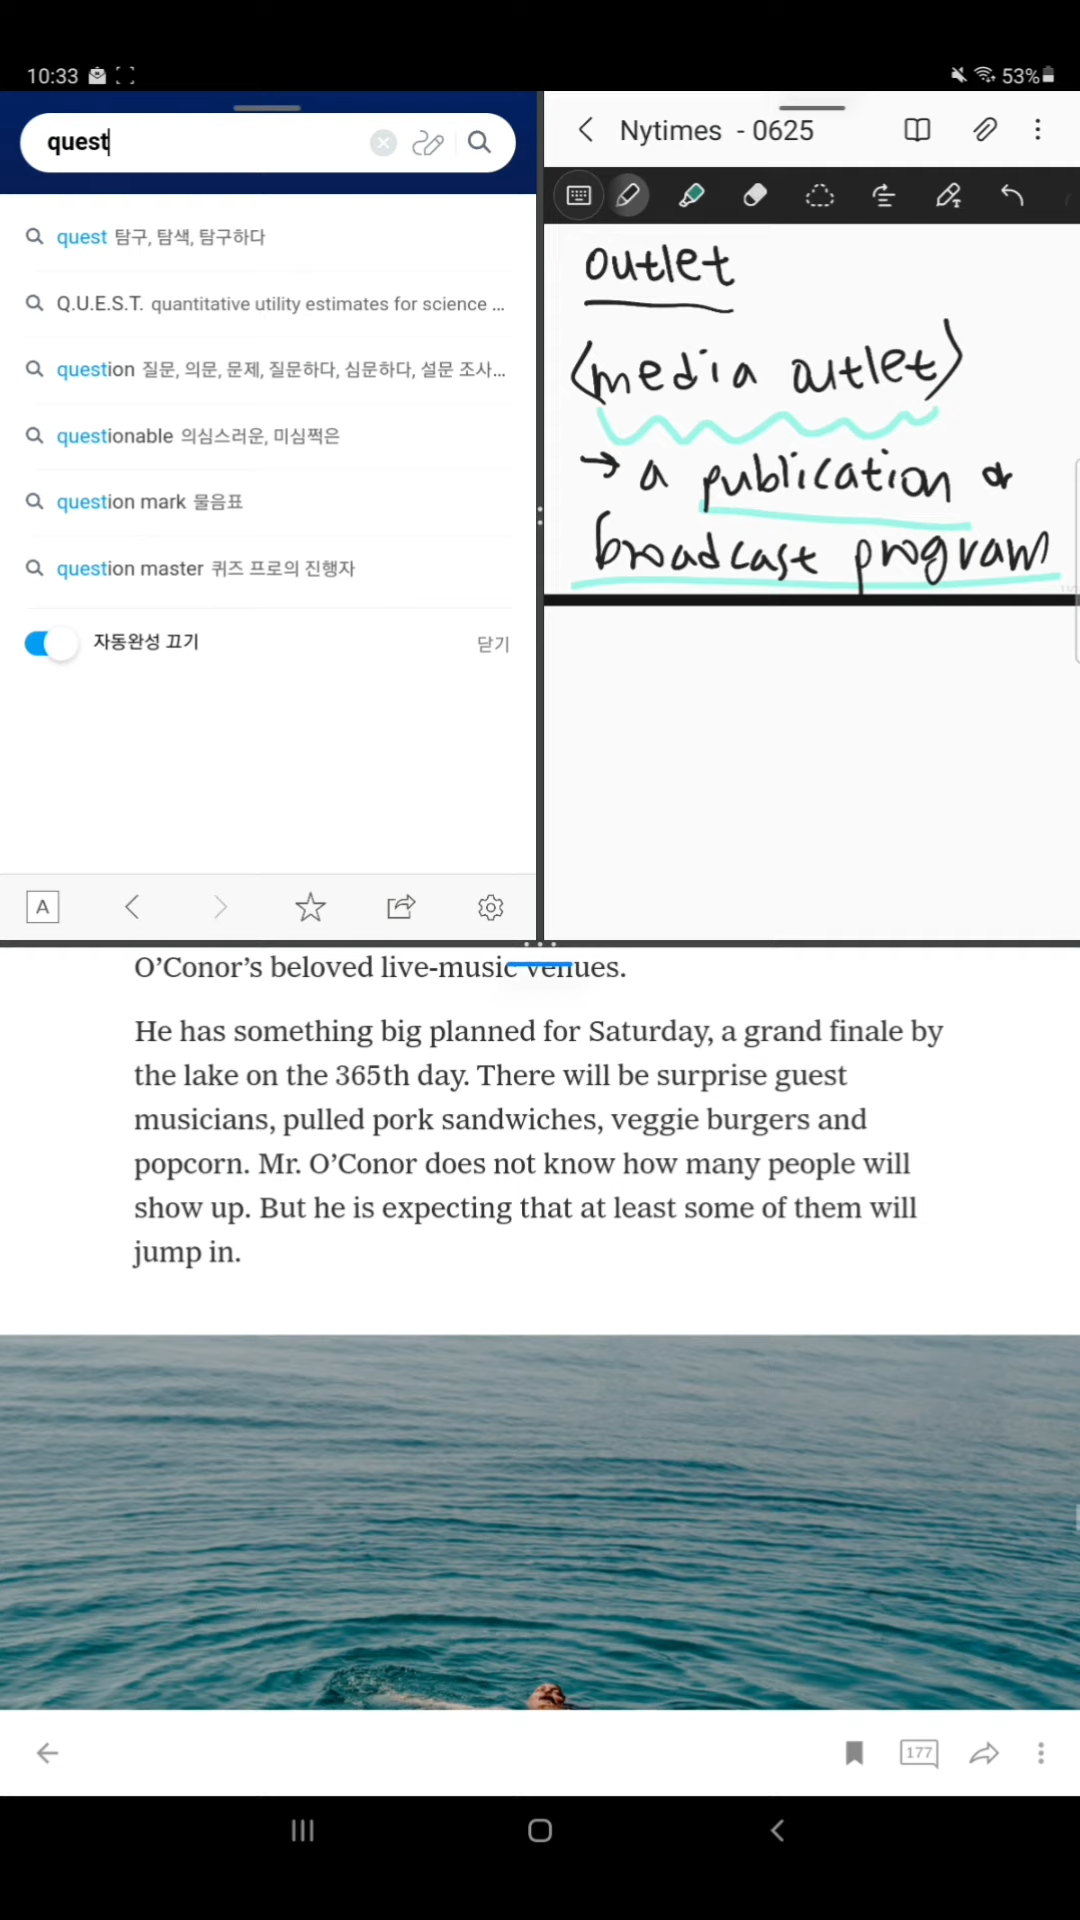 10:33
53%
quest
quest 탐구, 탐색, 탐구하다
Q.U.E.S.T. quantitative utility estimates for science ...
question 질문, 의문, 문제, 질문하다, 심문하다, 설문 조사...
questionable 의심스러운, 미심쩍은
question mark 물음표
question master 퀴즈 프로의 진행자
자동완성 끄기
닫기
A
Nytimes - 0625
outlet
<media outlet>
→ a publication or
broadcast program
O’Conor’s beloved live-music venues.
He has something big planned for Saturday, a grand finale by
the lake on the 365th day. There will be surprise guest
musicians, pulled pork sandwiches, veggie burgers and
popcorn. Mr. O’Conor does not know how many people will
show up. But he is expecting that at least some of them will
jump in.
177